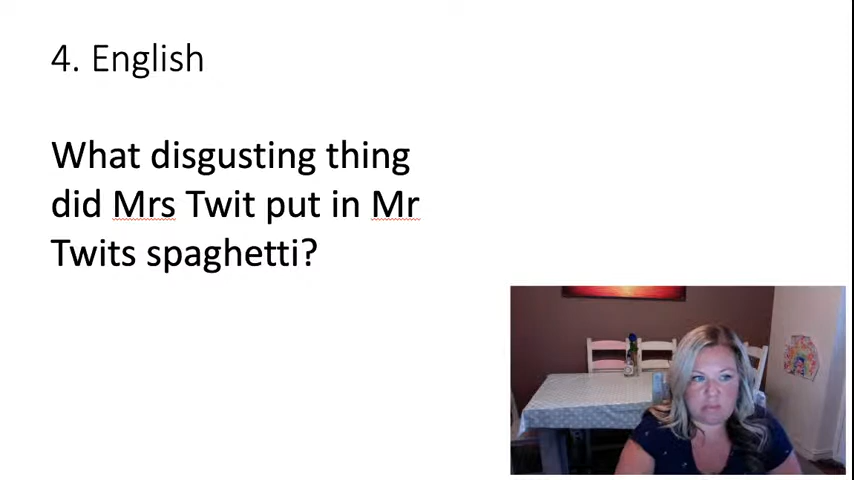 4. English
What disgusting thing
did Mrs Twit put in Mr
Twits spaghetti?